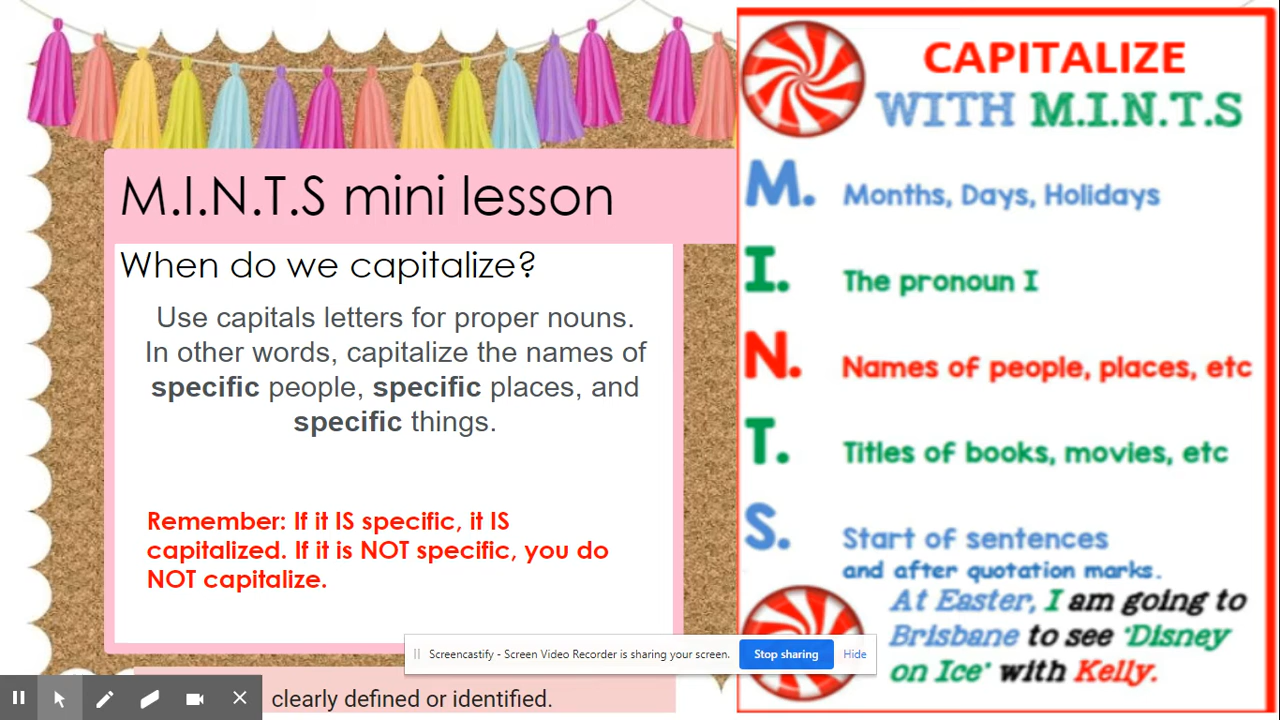 M.I.N.T.S mini lesson
When do we capitalize?
Use capitals letters for proper nouns.
In other words, capitalize the names of
specific people, specific places, and
specific things.
Remember: If it IS specific, it IS
capitalized. If it is NOT specific, you do
NOT capitalize.
clearly defined or identified.
CAPITALIZE
WITH M.I.N.T.S
M. Months, Days, Holidays
I. The pronoun I
N. Names of people, places, etc
T. Titles of books, movies, etc
S. Start of sentences
and after quotation marks.
At Easter, I am going to
Brisbane to see 'Disney
on Ice' with Kelly.
Screencastify - Screen Video Recorder is sharing your screen. Stop sharing Hide